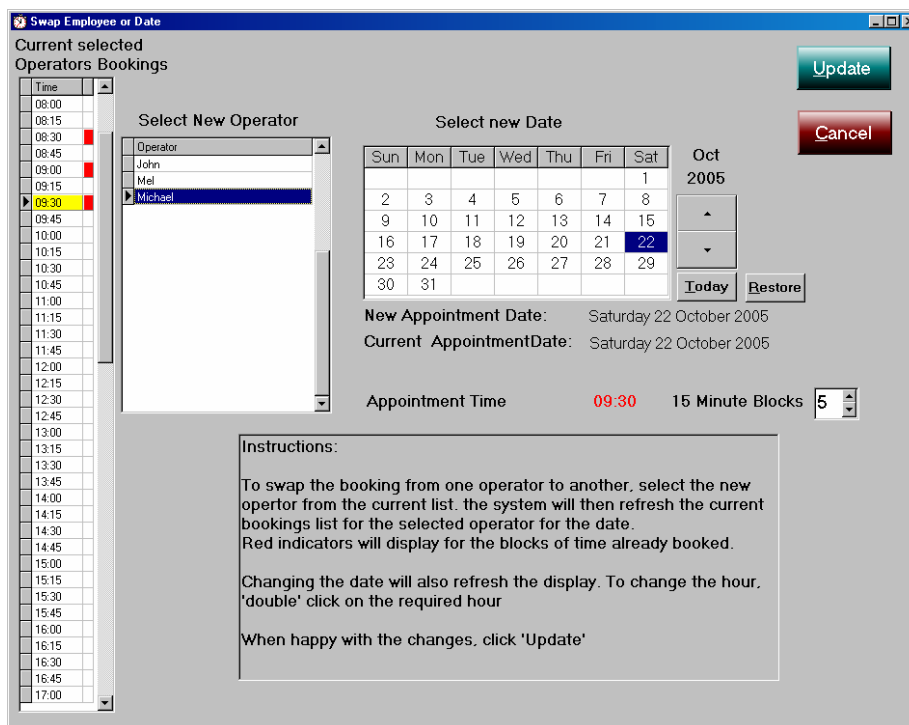 Swap Employee or Date
Current selected
Operators Bookings
Update
Cancel
Time
08:00
08:15
08:30
08:45
09:00
09:15
09:30
09:45
10:00
10:15
10:30
10:45
11:00
11:15
11:30
11:45
12:00
12:15
12:30
12:45
13:00
13:15
13:30
13:45
14:00
14:15
14:30
14:45
15:00
15:15
15:30
15:45
16:00
16:15
16:30
16:45
17:00
Select New Operator
Operator
John
Mel
Michael
Select new Date
Sun Mon Tue Wed Thu Fri Sat
1
2 3 4 5 6 7 8
9 10 11 12 13 14 15
16 17 18 19 20 21 22
23 24 25 26 27 28 29
30 31
Oct
2005
Today Restore
New Appointment Date: Saturday 22 October 2005
Current AppointmentDate: Saturday 22 October 2005
Appointment Time 09:30 15 Minute Blocks 5
Instructions:
To swap the booking from one operator to another, select the new
opertor from the current list. the system will then refresh the current
bookings list for the selected operator for the date.
Red indicators will display for the blocks of time already booked.
Changing the date will also refresh the display. To change the hour,
'double' click on the required hour
When happy with the changes, click 'Update'